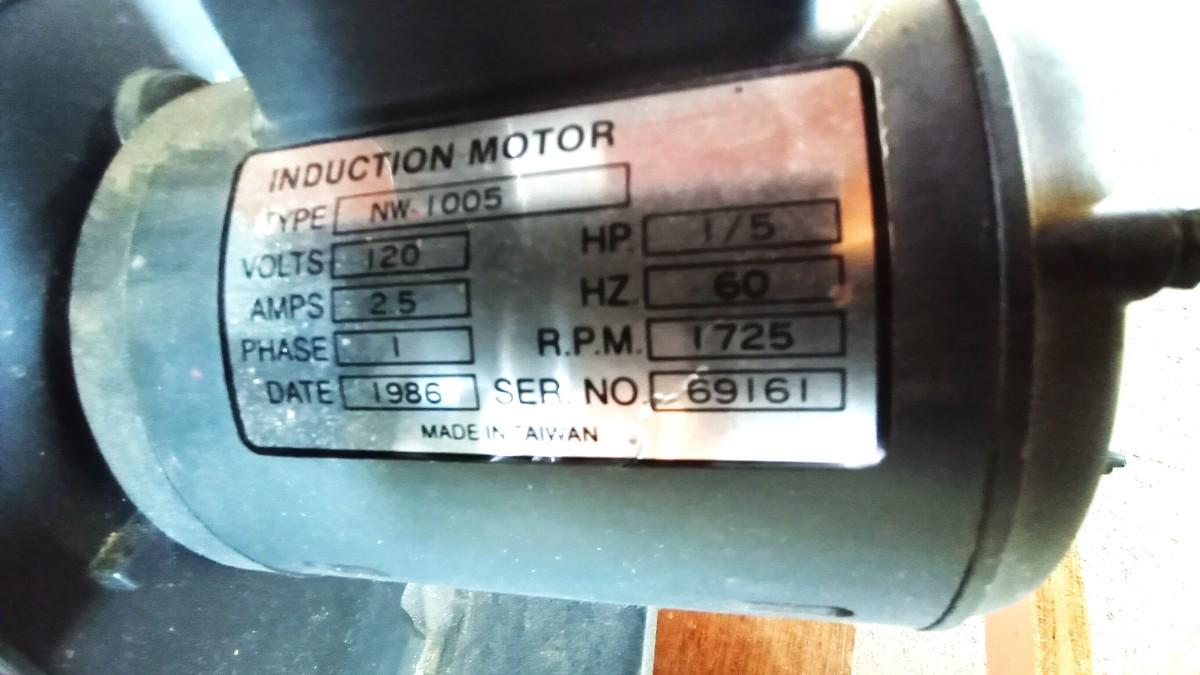 INDUCTION MOTOR
TYPE NW-1005
VOLTS 120 HP. 1/5
AMPS 2.5 HZ. 60
PHASE 1 R.P.M. 1725
DATE 1986 SER. NO. 69161
MADE IN TAIWAN